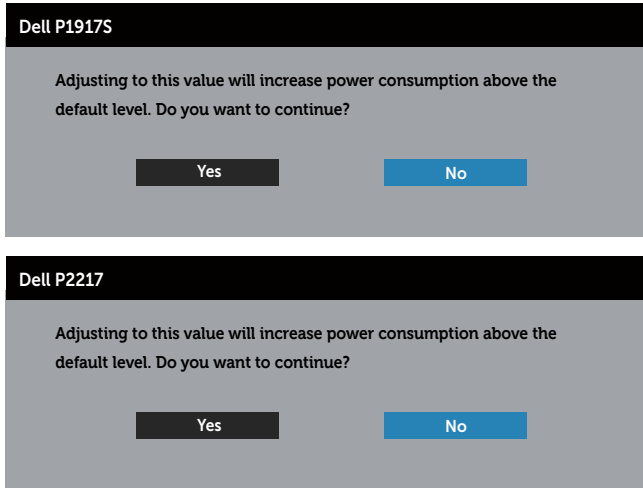 Dell P1917S
Adjusting to this value will increase power consumption above the
default level. Do you want to continue?
Yes No
Dell P2217
Adjusting to this value will increase power consumption above the
default level. Do you want to continue?
Yes No